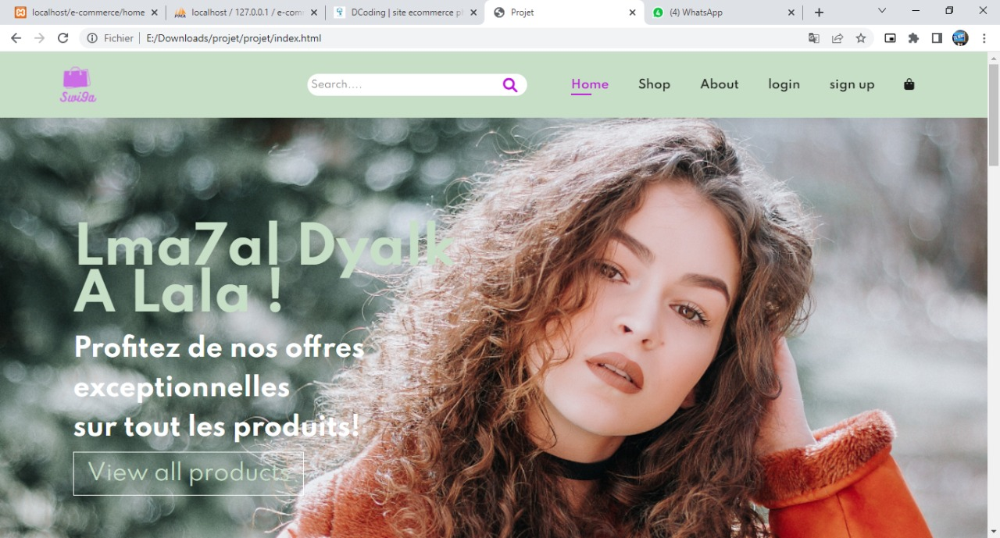 localhost/e-commerce/home
localhost / 127.0.0.1 / e-com
DCoding | site ecommerce p
Projet
4
(4) WhatsApp
Fichier
E:/Downloads/projet/projet/index.html
Swi9a
Search....
Home
Shop
About
login
sign up
Lma7al Dyalk
A Lala !
Profitez de nos offres
exceptionnelles
sur tout les produits!
View all products